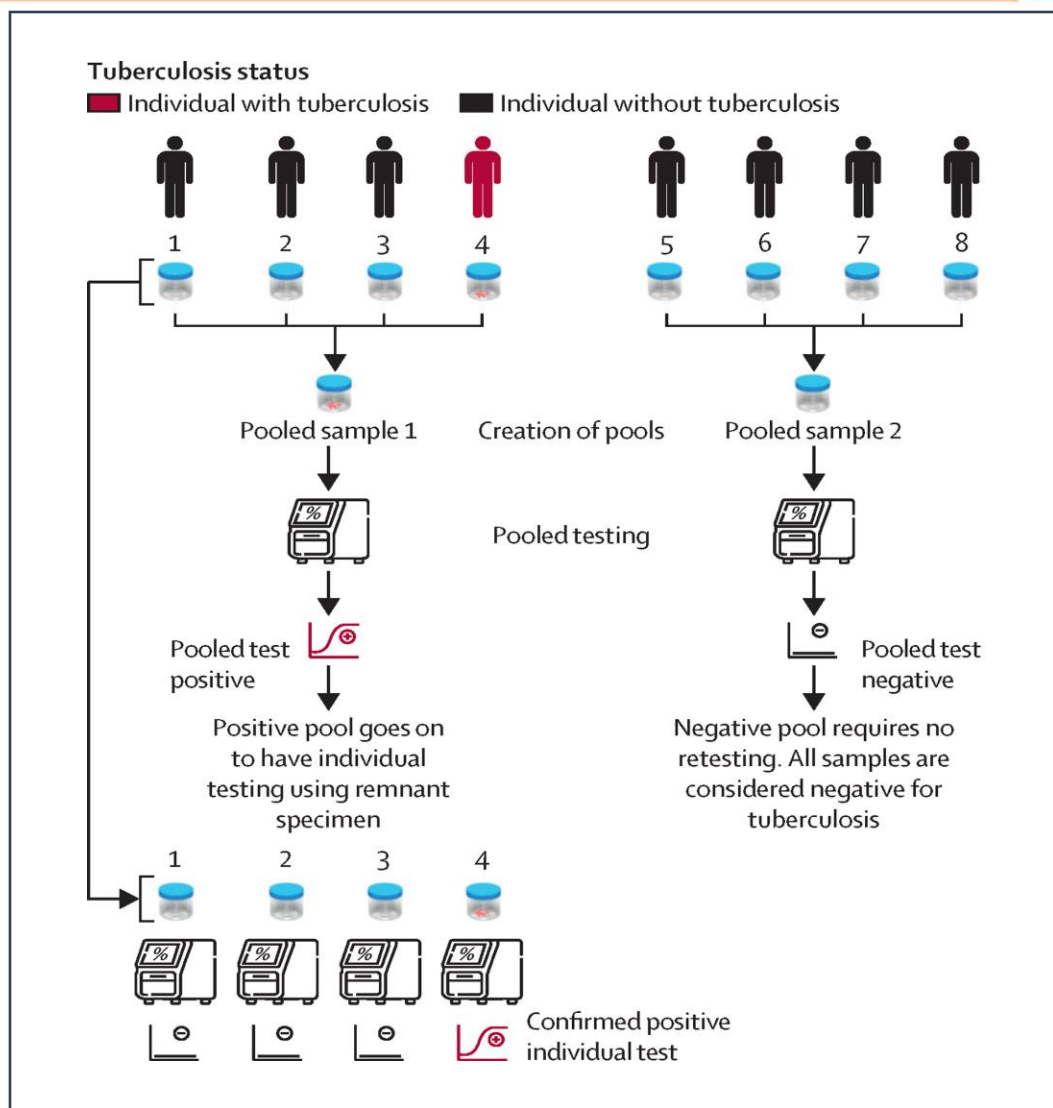 Tuberculosis status
Individual with tuberculosis Individual without tuberculosis
1 2 3 4 5 6 7 8
Pooled sample 1 Creation of pools Pooled sample 2
% Pooled testing %
Pooled test
positive
Pooled test
negative
Positive pool goes on
to have individual
testing using remnant
specimen
Negative pool requires no
retesting. All samples are
considered negative for
tuberculosis
1 2 3 4
% % % %
Confirmed positive
individual test